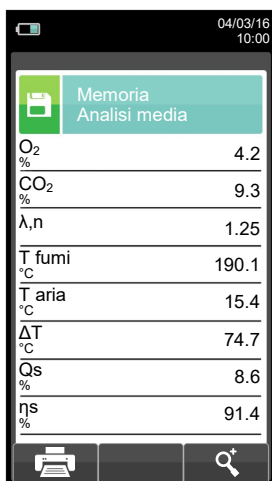 04/03/16
10:00
Memoria
Analisi media
O2
%
4.2
CO2
%
9.3
λ,n
1.25
T fumi
°C
190.1
T aria
°C
15.4
ΔT
°C
74.7
Qs
%
8.6
ηs
%
91.4